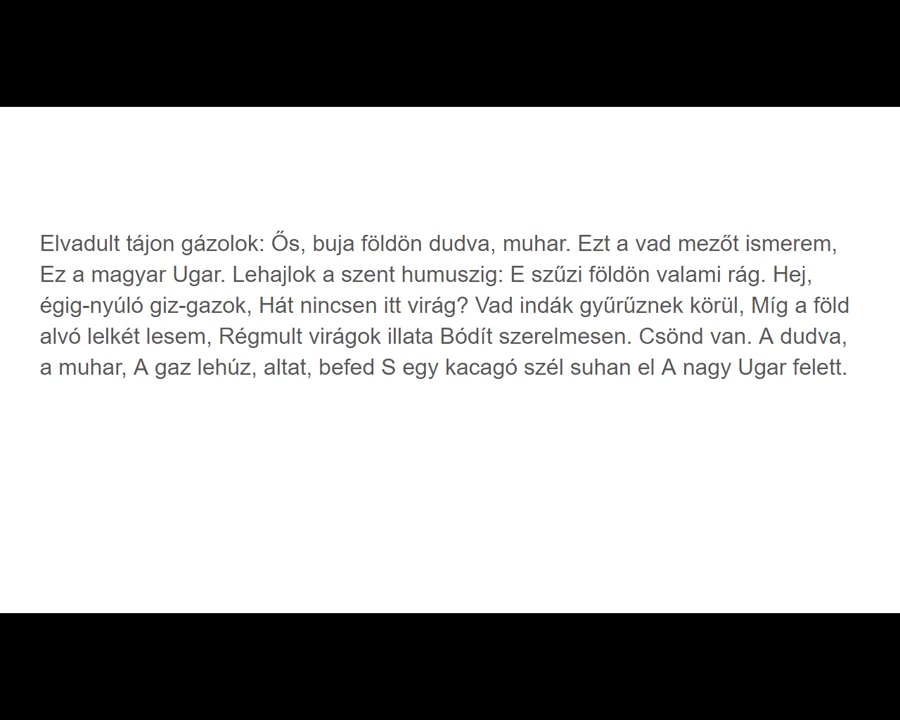 Elvadult tájon gázolok: Ős, buja földön dudva, muhar. Ezt a vad mezőt ismerem,
Ez a magyar Ugar. Lehajlok a szent humuszig: E szűzi földön valami rág. Hej,
égig-nyúló giz-gazok, Hát nincsen itt virág? Vad indák gyűrűznek körül, Míg a föld
alvó lelkét lesem, Régmult virágok illata Bódít szerelmesen. Csönd van. A dudva,
a muhar, A gaz lehúz, altat, befed S egy kacagó szél suhan el A nagy Ugar felett.